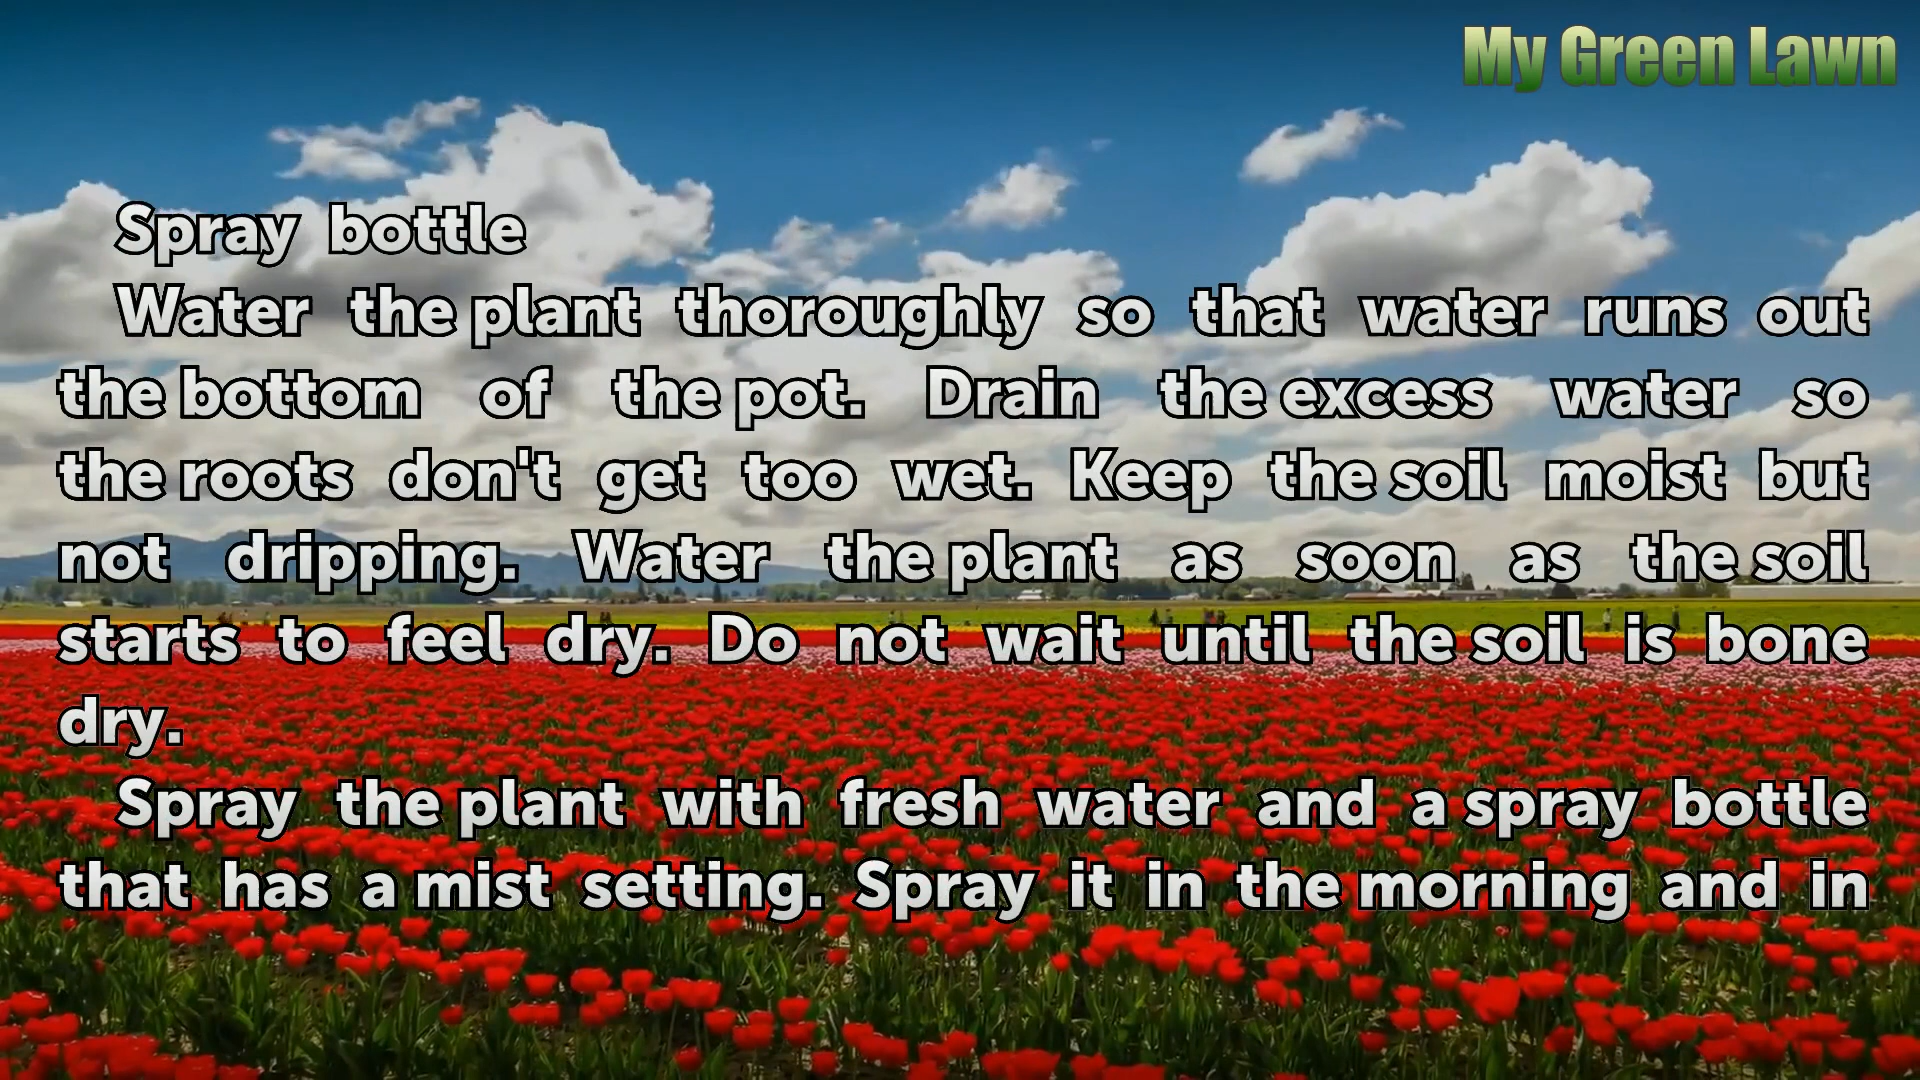 My Green Lawn
Spray bottle
Water the plant thoroughly so that water runs out
the bottom of the pot. Drain the excess water so
the roots don't get too wet. Keep the soil moist but
not dripping. Water the plant as soon as the soil
starts to feel dry. Do not wait until the soil is bone
dry.
Spray the plant with fresh water and a spray bottle
that has a mist setting. Spray it in the morning and in